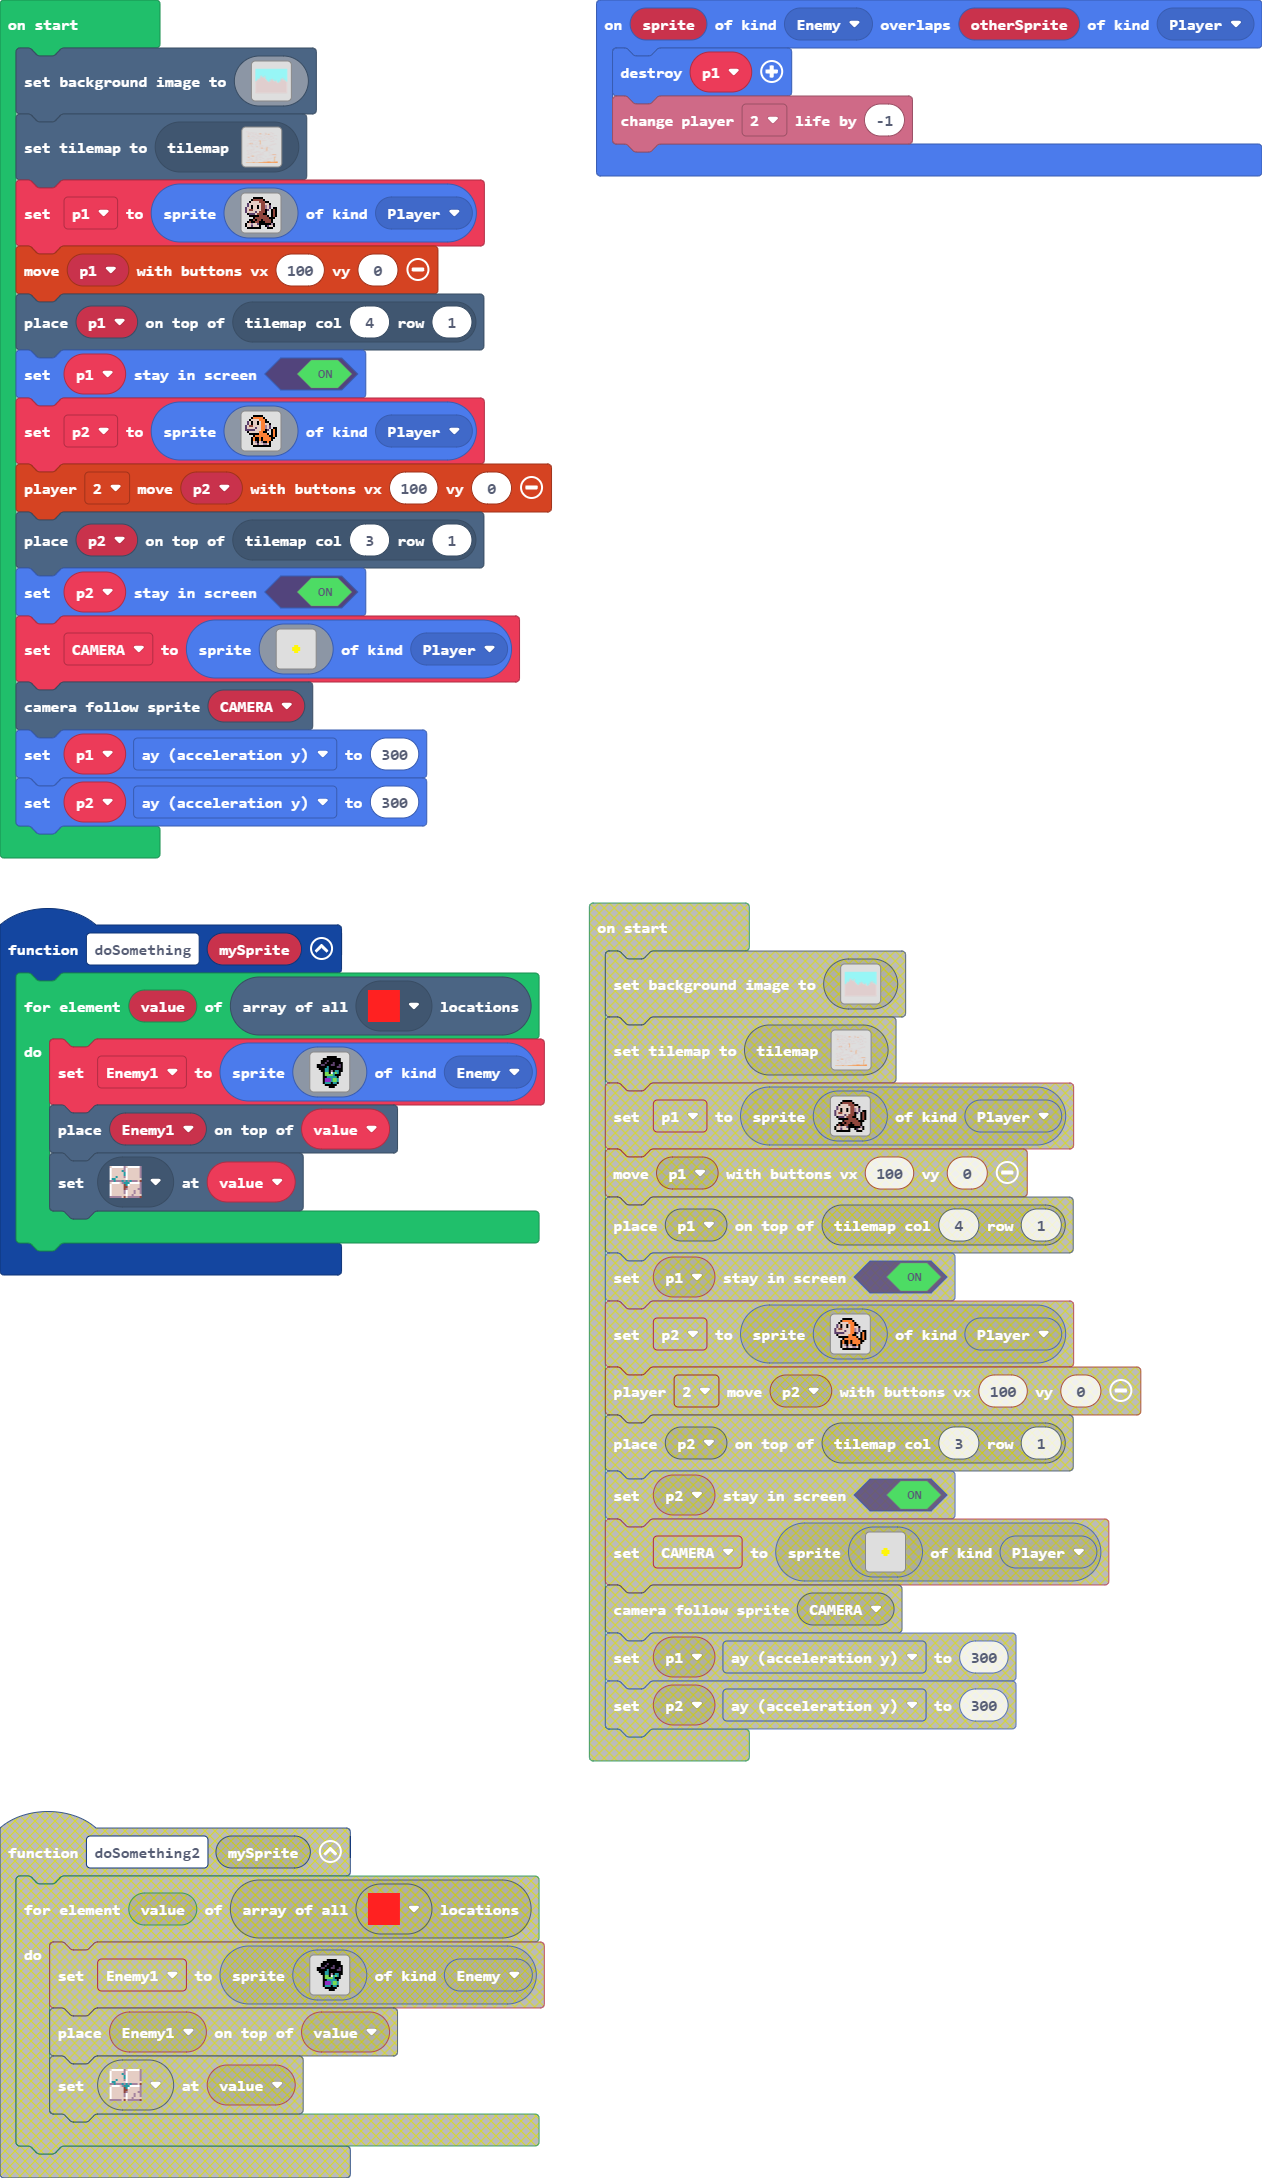 on start
set background image to
set tilemap to tilemap
set p1 to sprite of kind Player
move p1 with buttons vx 100 vy 0
place p1 on top of tilemap col 4 row 1
set p1 stay in screen ON
set p2 to sprite of kind Player
player 2 move p2 with buttons vx 100 vy 0
place p2 on top of tilemap col 3 row 1
set p2 stay in screen ON
set CAMERA to sprite of kind Player
camera follow sprite CAMERA
set p1 ay (acceleration y) to 300
set p2 ay (acceleration y) to 300
on sprite of kind Enemy overlaps otherSprite of kind Player
destroy p1
change player 2 life by -1
function doSomething mySprite
for element value of array of all locations
do
set Enemy1 to sprite of kind Enemy
place Enemy1 on top of value
set at value
on start
set background image to
set tilemap to tilemap
set p1 to sprite of kind Player
move p1 with buttons vx 100 vy 0
place p1 on top of tilemap col 4 row 1
set p1 stay in screen ON
set p2 to sprite of kind Player
player 2 move p2 with buttons vx 100 vy 0
place p2 on top of tilemap col 3 row 1
set p2 stay in screen ON
set CAMERA to sprite of kind Player
camera follow sprite CAMERA
set p1 ay (acceleration y) to 300
set p2 ay (acceleration y) to 300
function doSomething2 mySprite
for element value of array of all locations
do
set Enemy1 to sprite of kind Enemy
place Enemy1 on top of value
set at value